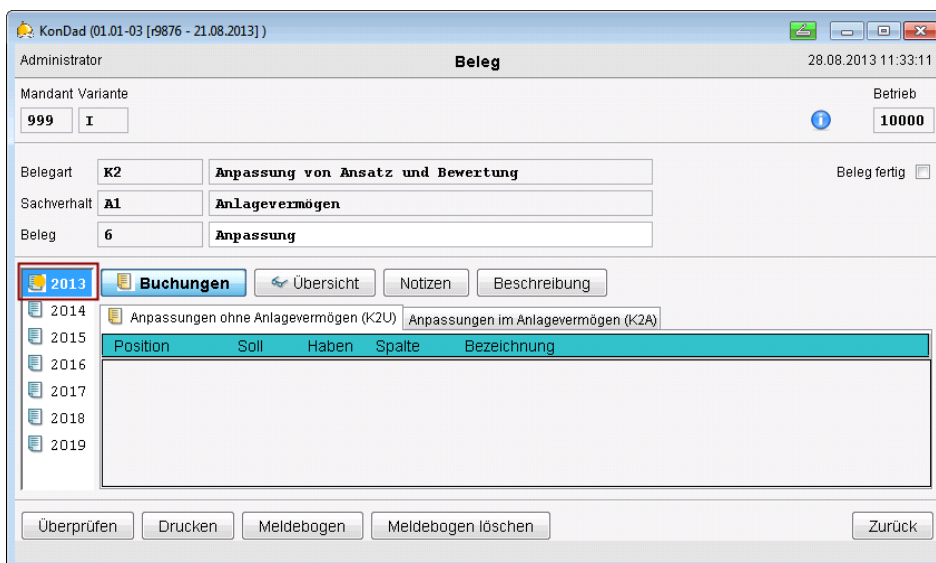 KonDad (01.01-03 [r9876 - 21.08.2013] )
Administrator Beleg 28.08.2013 11:33:11
Mandant Variante Betrieb
999 I 10000
Belegart K2 Anpassung von Ansatz und Bewertung Beleg fertig
Sachverhalt A1 Anlagevermögen
Beleg 6 Anpassung
2013 Buchungen Übersicht Notizen Beschreibung
2014 Anpassungen ohne Anlagevermögen (K2U) Anpassungen im Anlagevermögen (K2A)
2015 Position Soll Haben Spalte Bezeichnung
2016
2017
2018
2019
Überprüfen Drucken Meldebogen Meldebogen löschen Zurück